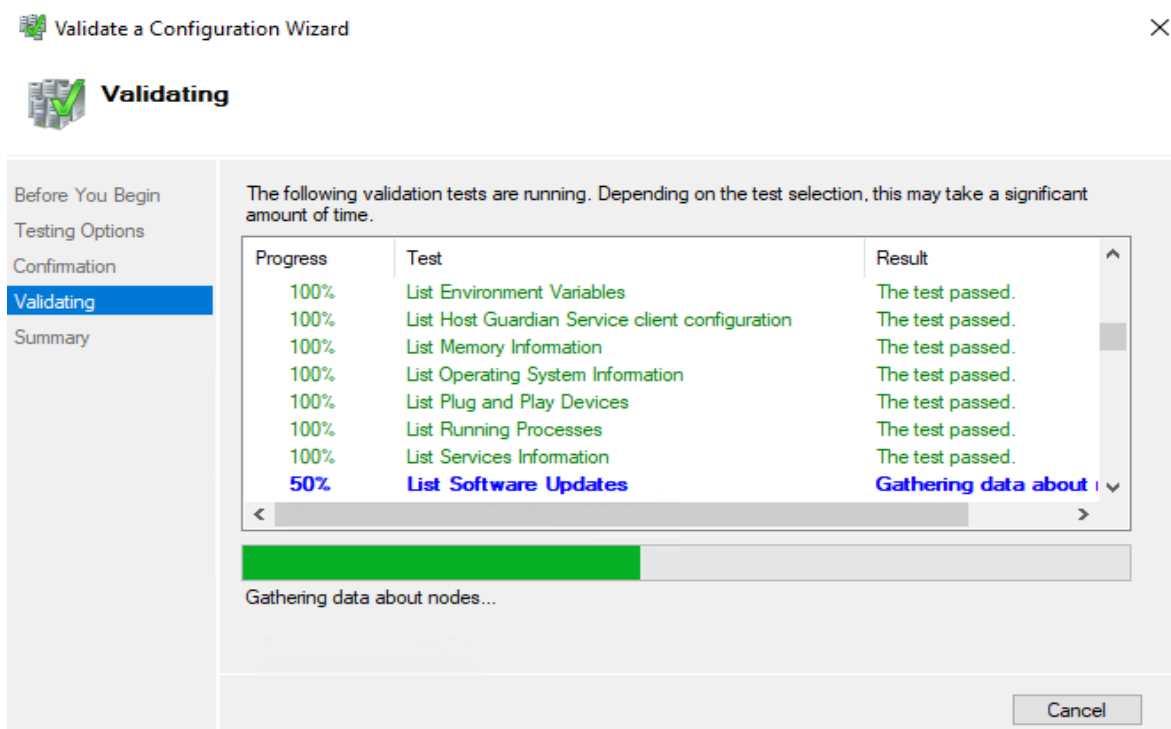 Validate a Configuration Wizard
Validating
Before You Begin
Testing Options
Confirmation
Validating
Summary
The following validation tests are running. Depending on the test selection, this may take a significant
amount of time.
Progress Test Result
100% List Environment Variables The test passed.
100% List Host Guardian Service client configuration The test passed.
100% List Memory Information The test passed.
100% List Operating System Information The test passed.
100% List Plug and Play Devices The test passed.
100% List Running Processes The test passed.
100% List Services Information The test passed.
50% List Software Updates Gathering data about
Gathering data about nodes...
Cancel